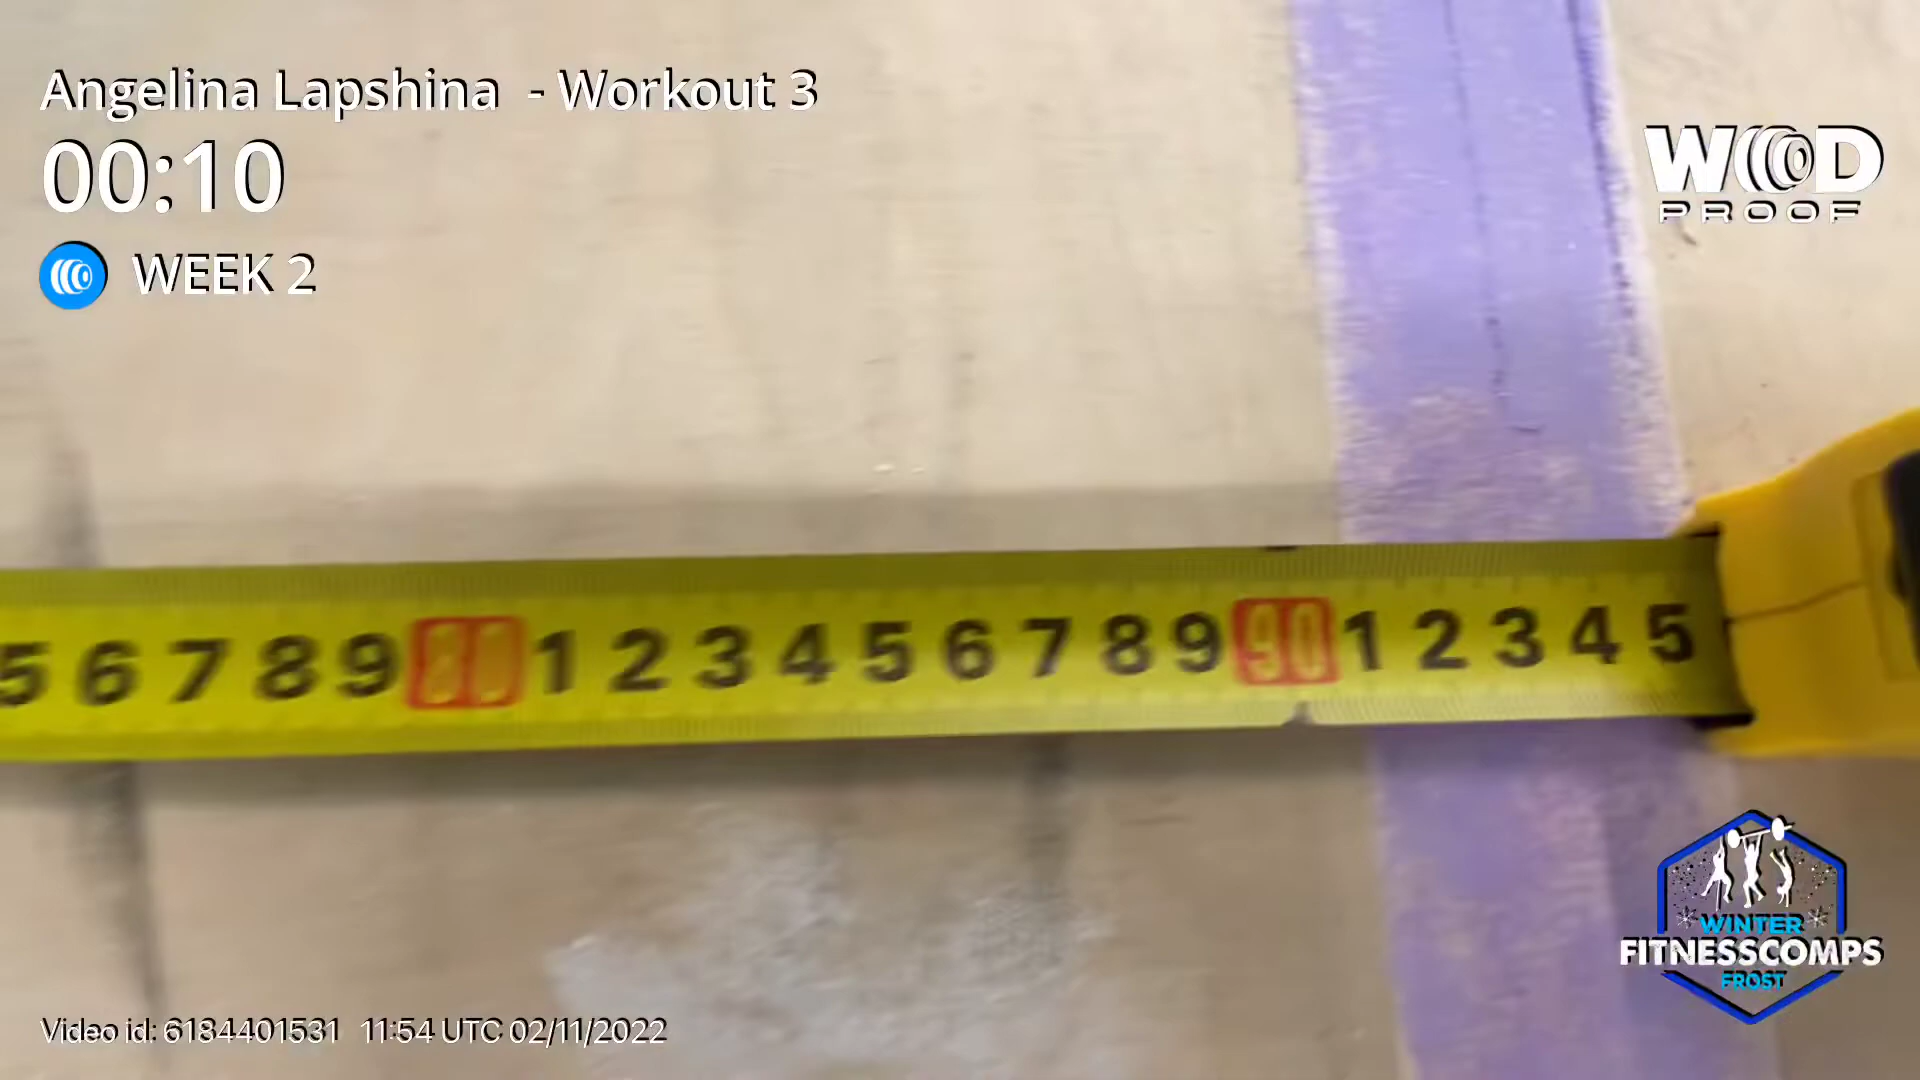 Angelina Lapshina - Workout 3
00:10
WEEK 2
WOD
PROOF
5 6 7 8 9 80 1 2 3 4 5 6 7 8 9 90 1 2 3 4 5
WINTER
FITNESSCOMPS
FROST
Video id: 6184401531 11:54 UTC 02/11/2022